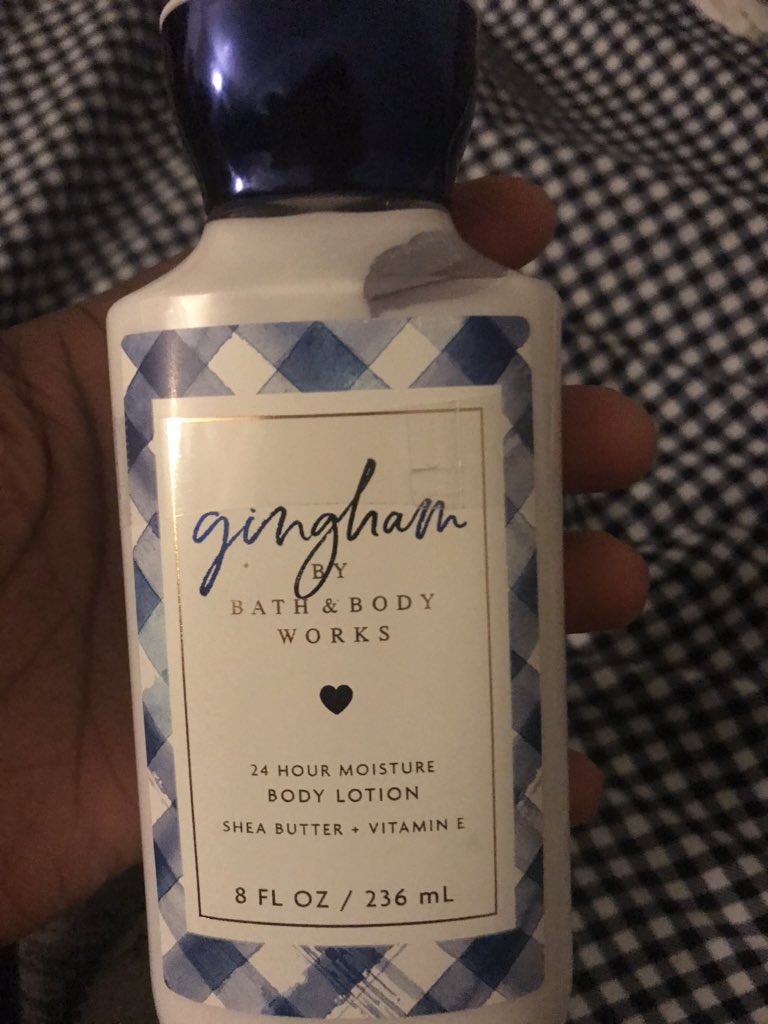 gingham
BY
BATH & BODY
WORKS
24 HOUR MOISTURE
BODY LOTION
SHEA BUTTER + VITAMIN E
8 FL OZ / 236 mL